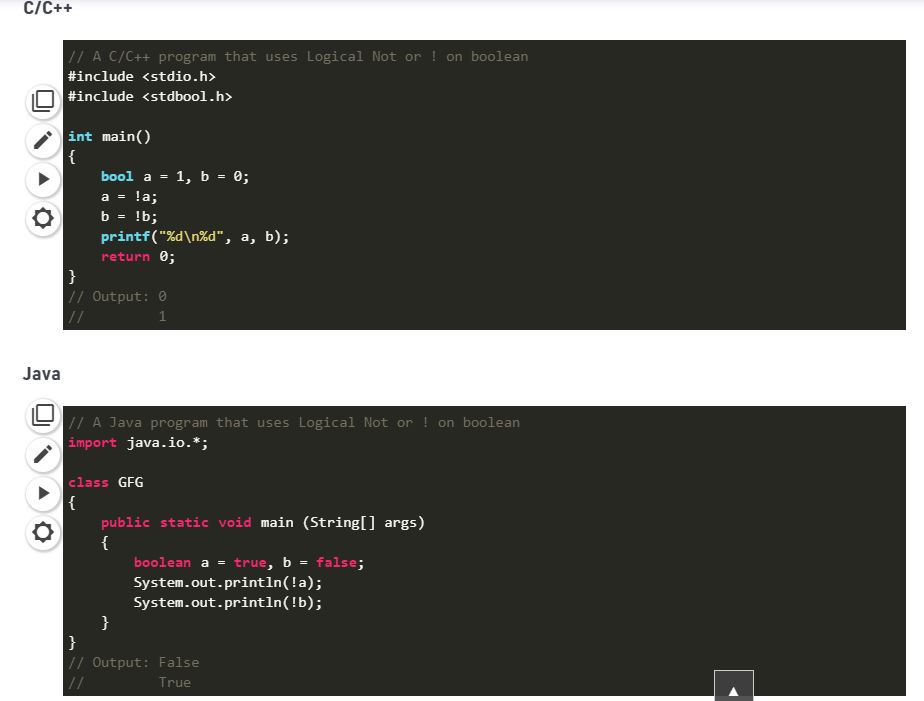 C/C++
// A C/C++ program that uses Logical Not or ! on boolean
#include <stdio.h>
#include <stdbool.h>
int main()
{
    bool a = 1, b = 0;
    a = !a;
    b = !b;
    printf("%d\n%d", a, b);
    return 0;
}
// Output: 0
//         1
Java
// A Java program that uses Logical Not or ! on boolean
import java.io.*;
class GFG
{
    public static void main (String[] args)
    {
        boolean a = true, b = false;
        System.out.println(!a);
        System.out.println(!b);
    }
}
// Output: False
//         True